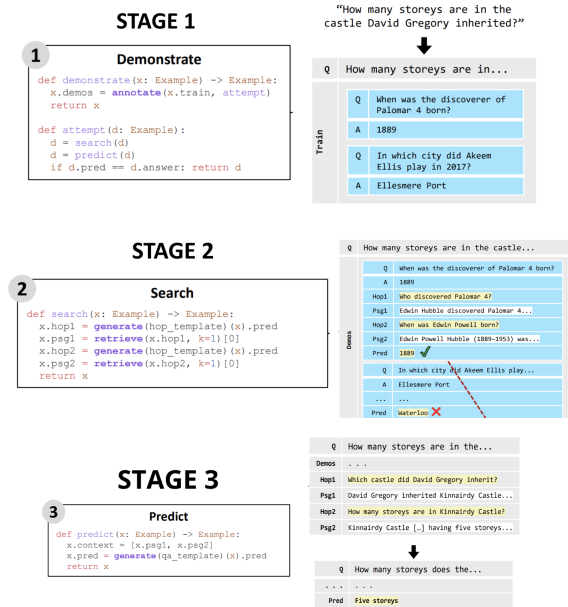 STAGE 1
1
Demonstrate
def demonstrate(x: Example) -> Example:
x.demos = annotate(x.train, attempt)
return x
def attempt(d: Example):
d = search(d)
d = predict(d)
if d.pred == d.answer: return d
“How many storeys are in the
castle David Gregory inherited?”
Q How many storeys are in...
Train
Q When was the discoverer of
Palomar 4 born?
A 1889
Q In which city did Akeem
Ellis play in 2017?
A Ellesmere Port
STAGE 2
2
Search
def search(x: Example) -> Example:
x.hop1 = generate(hop_template)(x).pred
x.psg1 = retrieve(x.hop1, k=1)[0]
x.hop2 = generate(hop_template)(x).pred
x.psg2 = retrieve(x.hop2, k=1)[0]
return x
Q How many storeys are in the castle...
Demos
Q When was the discoverer of Palomar 4 born?
A 1889
Hop1 Who discovered Palomar 4?
Psg1 Edwin Hubble discovered Palomar 4...
Hop2 When was Edwin Powell born?
Psg2 Edwin Powell Hubble (1889–1953) was...
Pred 1889
Q In which city did Akeem Ellis play...
A Ellesmere Port
... ...
Pred Waterloo
STAGE 3
3
Predict
def predict(x: Example) -> Example:
x.context = [x.psg1, x.psg2]
x.pred = generate(qa_template)(x).pred
return x
Q How many storeys are in the...
Demos . . .
Hop1 Which castle did David Gregory inherit?
Psg1 David Gregory inherited Kinnairdy Castle...
Hop2 How many storeys are in Kinnairdy Castle?
Psg2 Kinnairdy Castle […] having five storeys...
Q How many storeys does the...
. . . . . .
Pred Five storeys